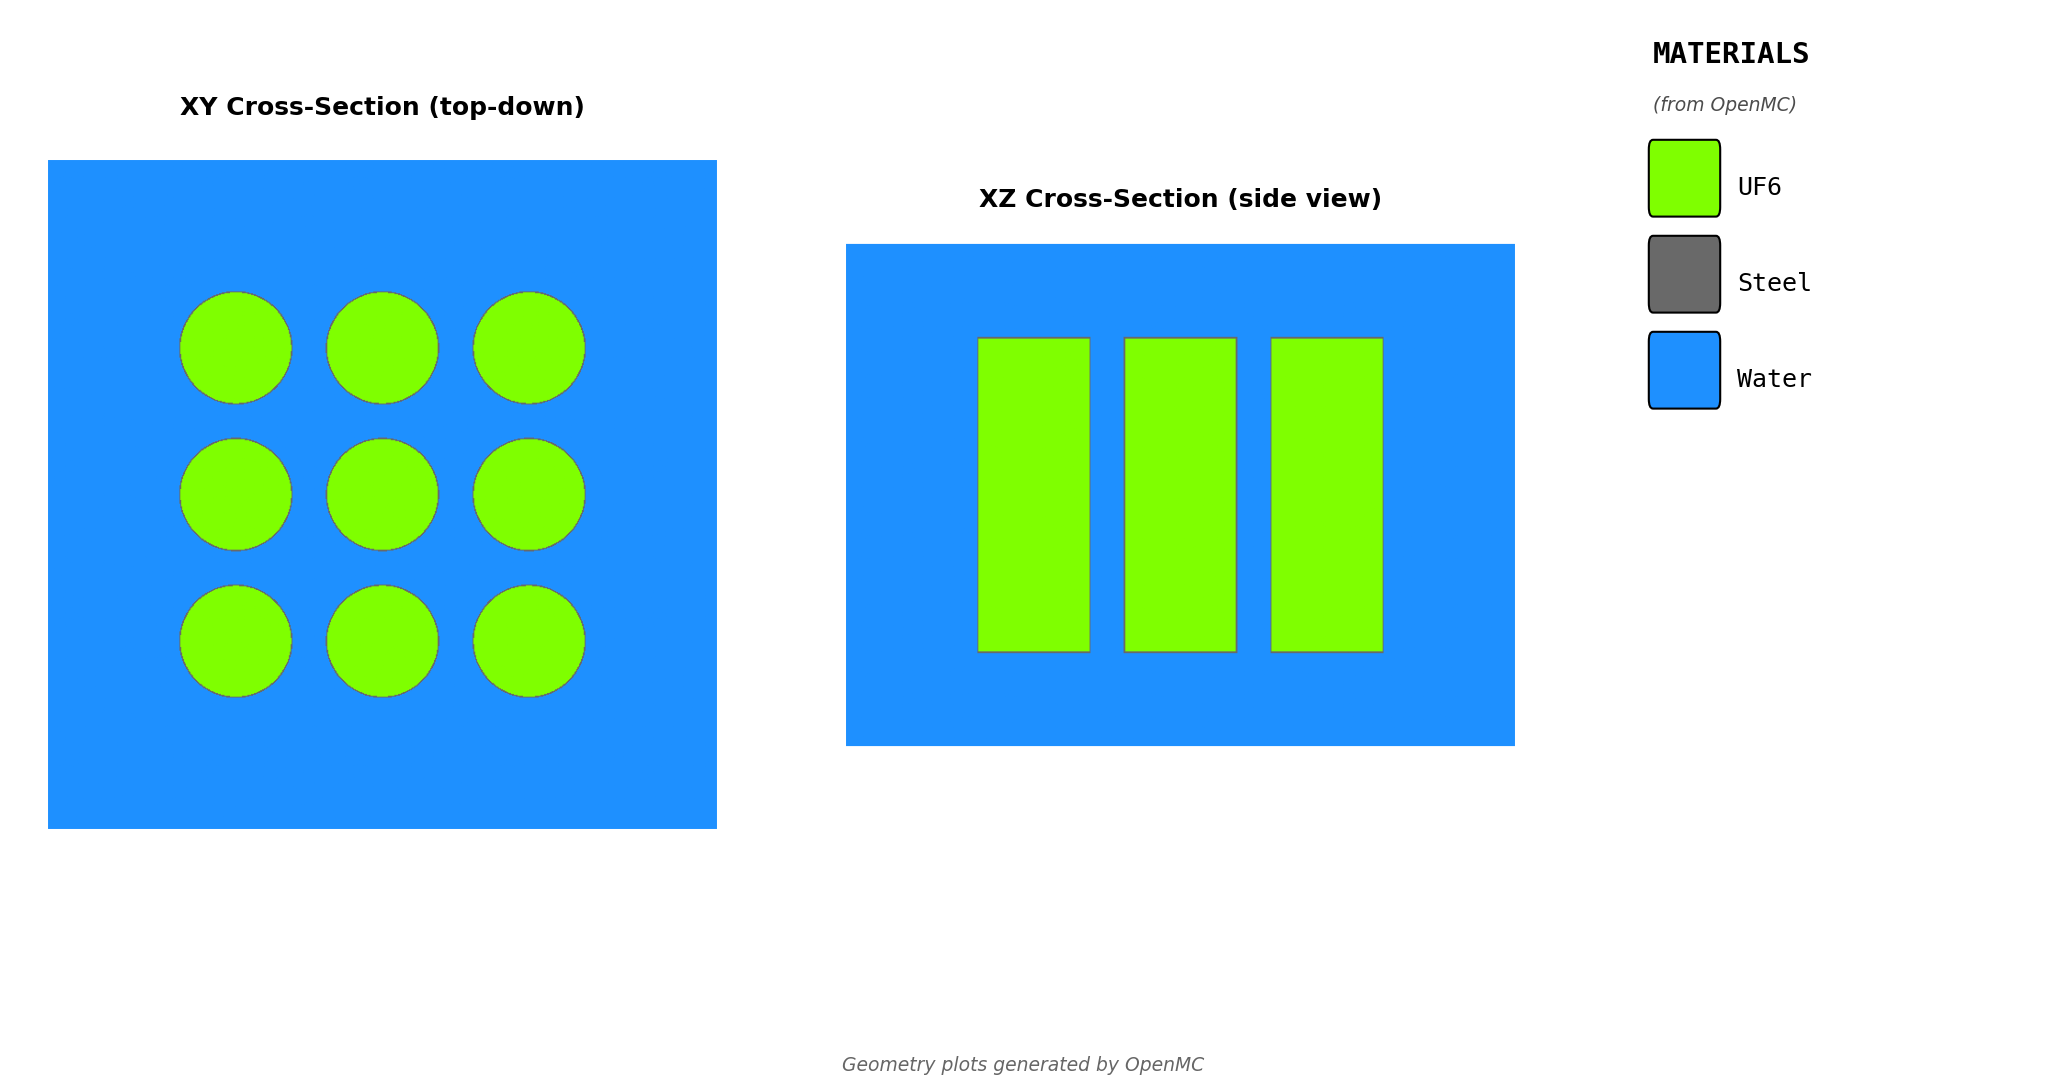 XY Cross-Section (top-down)
XZ Cross-Section (side view)
MATERIALS
(from OpenMC)
UF6
Steel
Water
Geometry plots generated by OpenMC